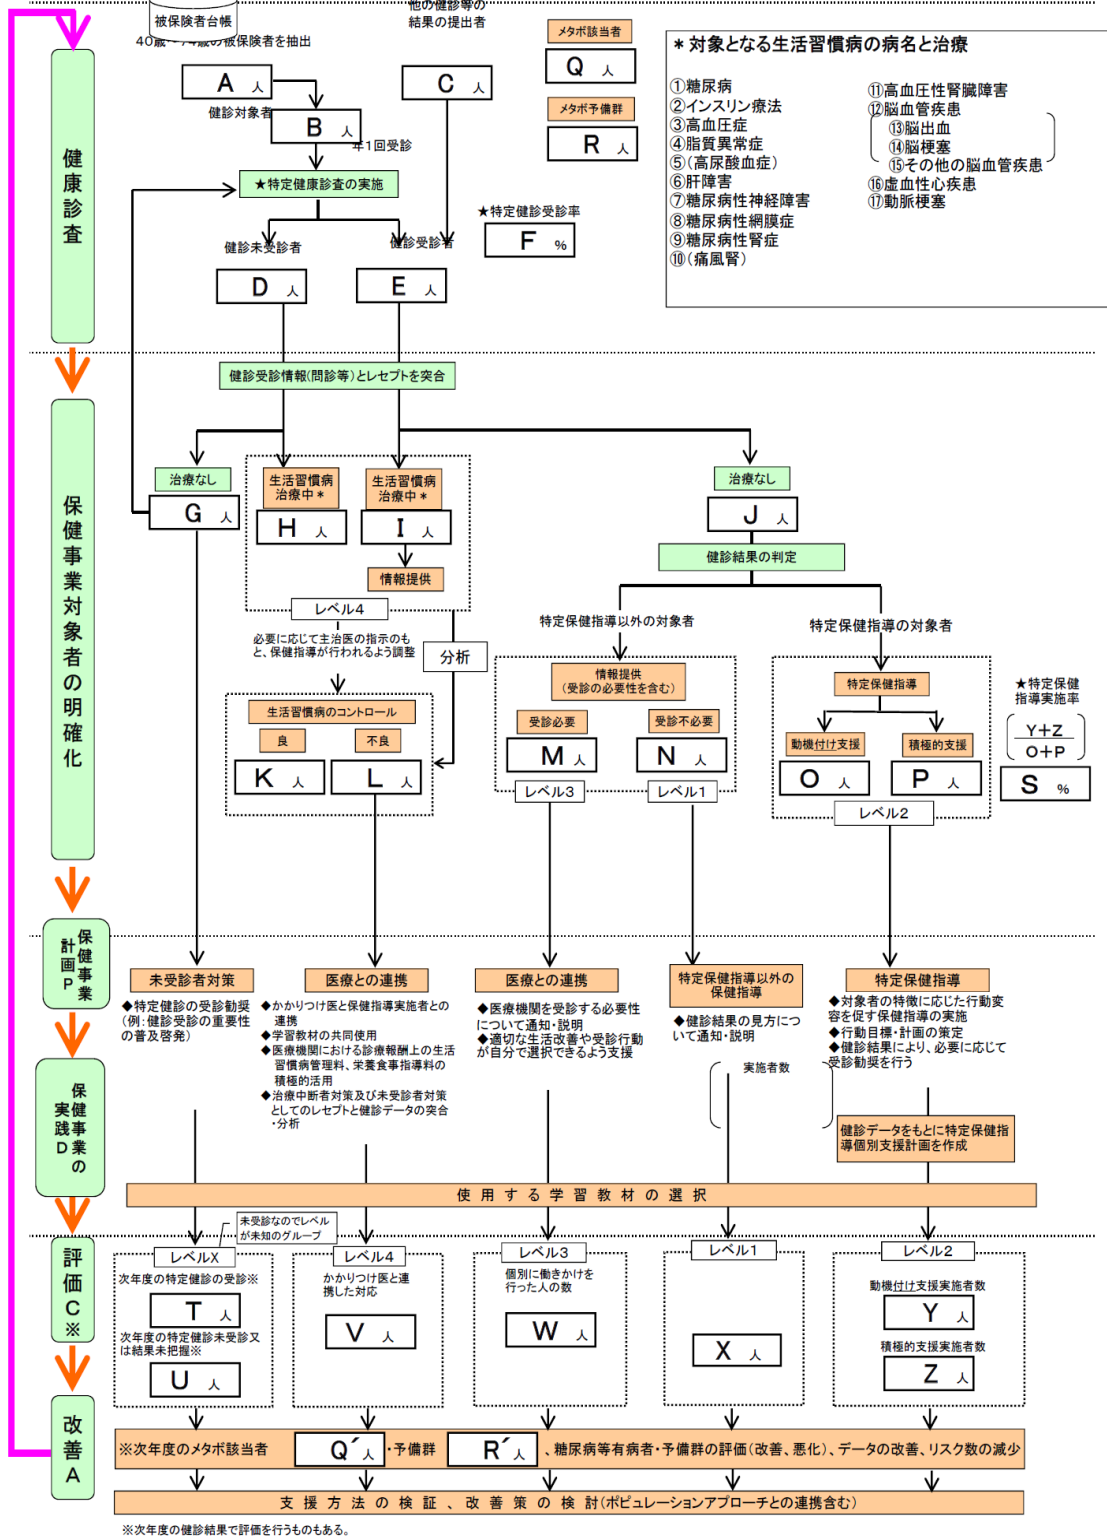 他の健診等の
結果の提出者
被保険者台帳
40歳～74歳の被保険者を抽出
A 人
C 人
健診対象者
B 人
年1回受診
★特定健康診査の実施
メタボ該当者
Q 人
メタボ予備群
R 人
＊対象となる生活習慣病の病名と治療
①糖尿病
②インスリン療法
③高血圧症
④脂質異常症
⑤(高尿酸血症)
⑥肝障害
⑦糖尿病性神経障害
⑧糖尿病性網膜症
⑨糖尿病性腎症
⑩(痛風腎)
⑪高血圧性腎臓障害
⑫脳血管疾患
⑬脳出血
⑭脳梗塞
⑮その他の脳血管疾患
⑯虚血性心疾患
⑰動脈梗塞
健康診査
★特定健診受診率
F %
健診未受診者
健診受診者
D 人
E 人
健診受診情報(問診等)とレセプトを突合
保健事業対象者の明確化
治療なし
G 人
生活習慣病
治療中＊
H 人
生活習慣病
治療中＊
I 人
情報提供
レベル4
治療なし
J 人
健診結果の判定
必要に応じて主治医の指示のも
と、保健指導が行われるよう調整
分析
生活習慣病のコントロール
良
不良
K 人
L 人
特定保健指導以外の対象者
情報提供
(受診の必要性を含む)
受診必要
受診不必要
M 人
N 人
レベル3
レベル1
特定保健指導の対象者
特定保健指導
動機付け支援
積極的支援
O 人
P 人
レベル2
★特定保健
指導実施率
Y+Z
O+P
S %
保健事業
計画P
未受診者対策
◆特定健診の受診勧奨
(例:健診受診の重要性
の普及啓発)
医療との連携
◆かかりつけ医と保健指導実施者との
連携
◆学習教材の共同使用
◆医療機関における診療報酬上の生活
習慣病管理料、栄養食事指導料の
積極的活用
◆治療中断者対策及び未受診者対策
としてのレセプトと健診データの突合
・分析
医療との連携
◆医療機関を受診する必要性
について通知・説明
◆適切な生活改善や受診行動
が自分で選択できるよう支援
特定保健指導以外の
保健指導
◆健診結果の見方につ
いて通知・説明
実施者数
特定保健指導
◆対象者の特徴に応じた行動変
容を促す保健指導の実施
◆行動目標・計画の策定
◆健診結果により、必要に応じて
受診勧奨を行う
健診データをもとに特定保健指
導個別支援計画を作成
保健事業の
実践D
使用する学習教材の選択
評価C※
未受診なのでレベル
が未知のグループ
レベルX
次年度の特定健診の受診※
T 人
次年度の特定健診未受診又
は結果未把握※
U 人
レベル4
かかりつけ医と連
携した対応
V 人
レベル3
個別に働きかけを
行った人の数
W 人
レベル1
X 人
レベル2
動機付け支援実施者数
Y 人
積極的支援実施者数
Z 人
改善A
※次年度のメタボ該当者 Q´人 ・予備群 R´人 、糖尿病等有病者・予備群の評価(改善、悪化)、データの改善、リスク数の減少
支援方法の検証、改善策の検討(ポピュレーションアプローチとの連携含む)
※次年度の健診結果で評価を行うものもある。